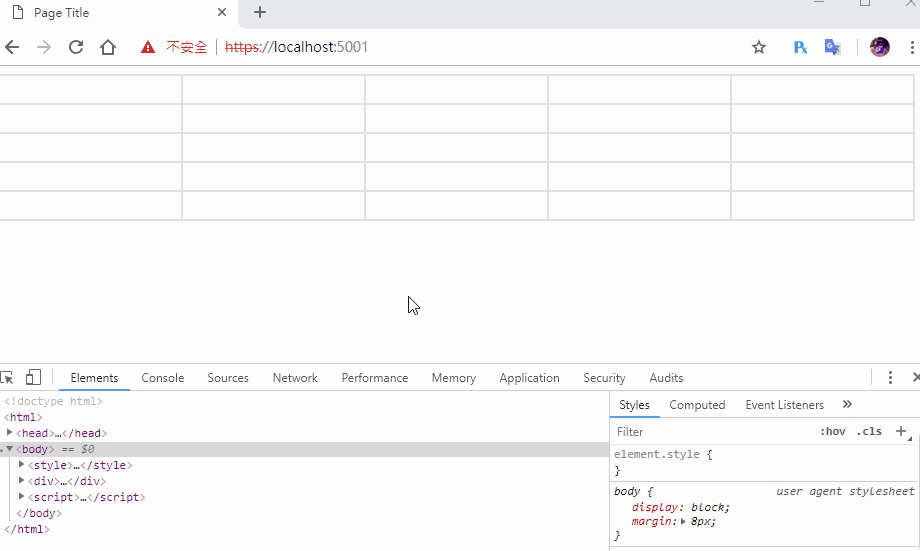 Page Title
不安全 https://localhost:5001
Elements Console Sources Network Performance Memory Application Security Audits
<!doctype html>
<html>
<head>…</head>
<body> == $0
<style>…</style>
<div>…</div>
<script>…</script>
</body>
</html>
Styles Computed Event Listeners »
Filter :hov .cls +
element.style {
}
body { user agent stylesheet
display: block;
margin: 8px;
}